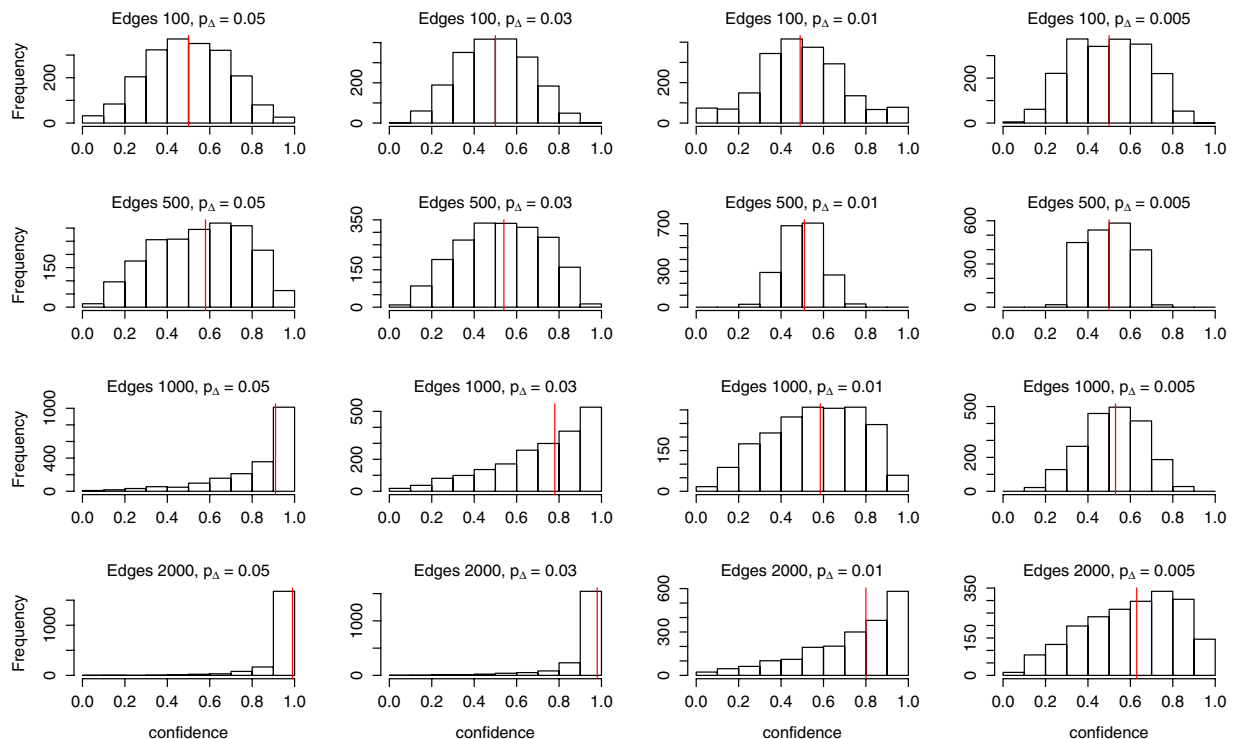 Edges 100, pΔ = 0.05
Edges 100, pΔ = 0.03
Edges 100, pΔ = 0.01
Edges 100, pΔ = 0.005
Frequency
0 200
0 200
0 200
0 200
0.0 0.2 0.4 0.6 0.8 1.0
0.0 0.2 0.4 0.6 0.8 1.0
0.0 0.2 0.4 0.6 0.8 1.0
0.0 0.2 0.4 0.6 0.8 1.0
Edges 500, pΔ = 0.05
Edges 500, pΔ = 0.03
Edges 500, pΔ = 0.01
Edges 500, pΔ = 0.005
Frequency
0 150
0 150 350
0 300 700
0 300 600
0.0 0.2 0.4 0.6 0.8 1.0
0.0 0.2 0.4 0.6 0.8 1.0
0.0 0.2 0.4 0.6 0.8 1.0
0.0 0.2 0.4 0.6 0.8 1.0
Edges 1000, pΔ = 0.05
Edges 1000, pΔ = 0.03
Edges 1000, pΔ = 0.01
Edges 1000, pΔ = 0.005
Frequency
0 400 1000
0 200 500
0 150
0 200 500
0.0 0.2 0.4 0.6 0.8 1.0
0.0 0.2 0.4 0.6 0.8 1.0
0.0 0.2 0.4 0.6 0.8 1.0
0.0 0.2 0.4 0.6 0.8 1.0
Edges 2000, pΔ = 0.05
Edges 2000, pΔ = 0.03
Edges 2000, pΔ = 0.01
Edges 2000, pΔ = 0.005
Frequency
0 1000
0 1000
0 300 600
0 150 350
0.0 0.2 0.4 0.6 0.8 1.0
0.0 0.2 0.4 0.6 0.8 1.0
0.0 0.2 0.4 0.6 0.8 1.0
0.0 0.2 0.4 0.6 0.8 1.0
confidence
confidence
confidence
confidence